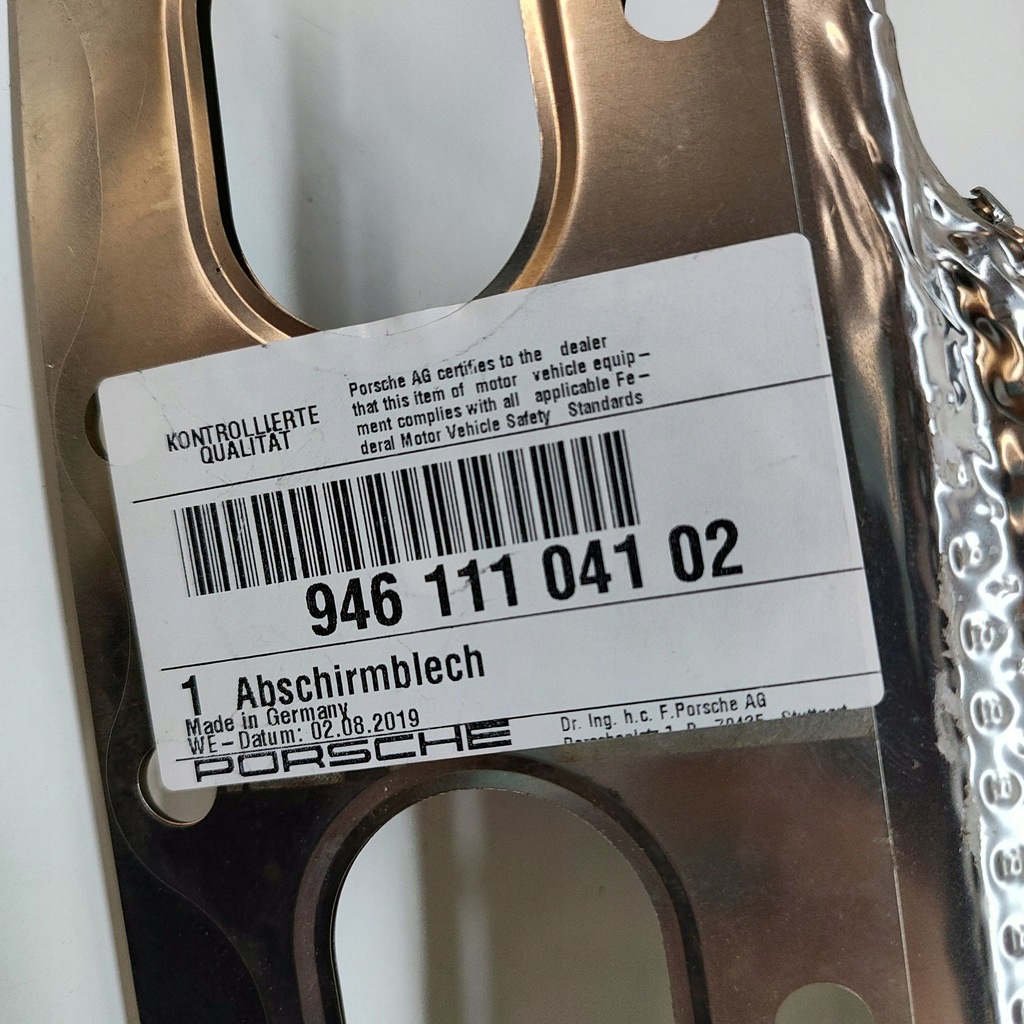 KONTROLLIERTE
QUALITÄT
Porsche AG certifies to the dealer
that this item of motor vehicle equip–
ment complies with all applicable Fe–
deral Motor Vehicle Safety Standards
946 111 041 02
1 Abschirmblech
Made in Germany
WE–Datum: 02.08.2019
PORSCHE
Dr. Ing. h.c. F.Porsche AG